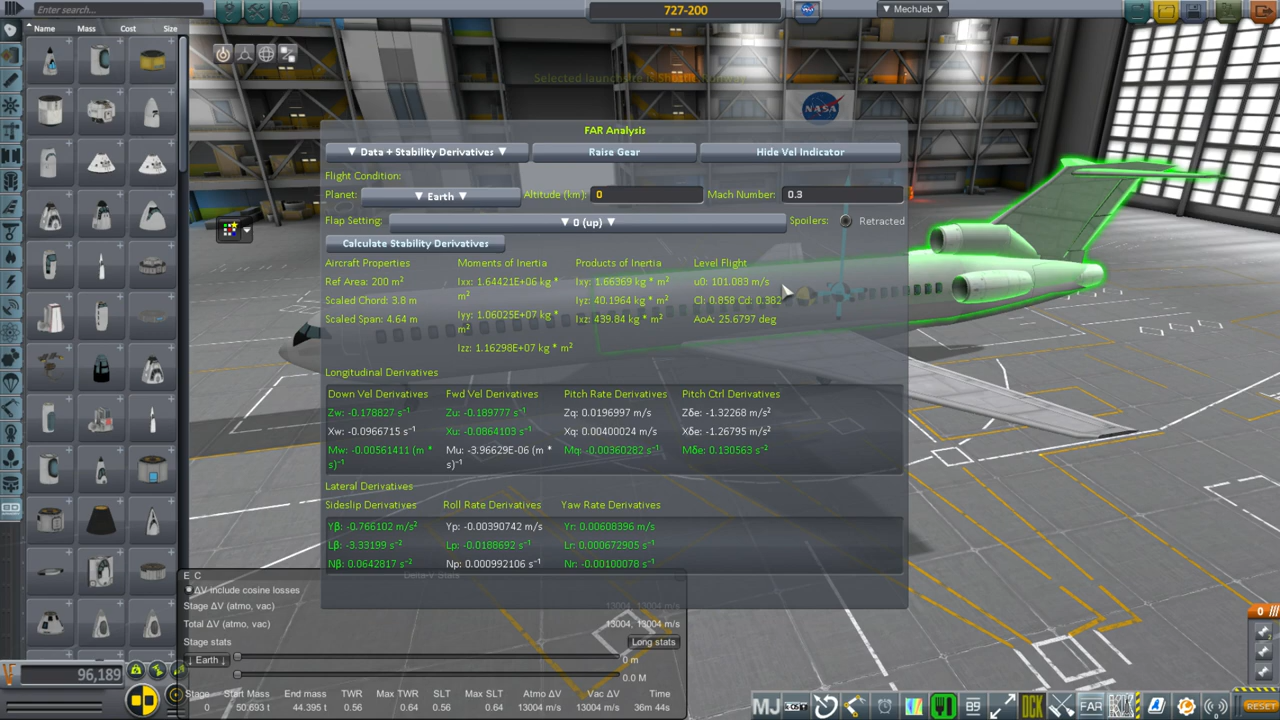 Enter search...
727-200
▼ MechJeb ▼
Name Mass Cost Size
NASA
FAR Analysis
▼ Data + Stability Derivatives ▼ Raise Gear Hide Vel Indicator
Flight Condition:
Planet: ▼ Earth ▼ Altitude (km): 0 Mach Number: 0.3
Flap Setting: ▼ 0 (up) ▼ Spoilers: Retracted
Calculate Stability Derivatives
Aircraft Properties Moments of Inertia Products of Inertia Level Flight
Ref Area: 200 m² Ixx: 1.64421E+06 kg * m² Ixy: 1.66369 kg * m² u0: 101.083 m/s
Scaled Chord: 3.8 m Iyy: 1.06025E+07 kg * m² Iyz: 40.1964 kg * m² Cl: 0.858 Cd: 0.382
Scaled Span: 4.64 m Izz: 1.16298E+07 kg * m² Ixz: 439.84 kg * m² AoA: 25.6797 deg
Longitudinal Derivatives
Down Vel Derivatives Fwd Vel Derivatives Pitch Rate Derivatives Pitch Ctrl Derivatives
Zw: -0.178827 s⁻¹ Zu: -0.189777 s⁻¹ Zq: 0.0196997 m/s Zδe: -1.32268 m/s²
Xw: -0.0966715 s⁻¹ Xu: -0.0864103 s⁻¹ Xq: 0.00400024 m/s Xδe: -1.26795 m/s²
Mw: -0.00561411 (m * s)⁻¹ Mu: -3.96629E-06 (m * s)⁻¹ Mq: -0.00360282 s⁻¹ Mδe: 0.130563 s⁻²
Lateral Derivatives
Sideslip Derivatives Roll Rate Derivatives Yaw Rate Derivatives
Yβ: -0.766102 m/s² Yp: -0.00390742 m/s Yr: 0.00608396 m/s
Lβ: -3.33199 s⁻² Lp: -0.0188692 s⁻¹ Lr: 0.000672905 s⁻¹
Nβ: 0.0642817 s⁻² Np: 0.000992106 s⁻¹ Nr: -0.00100078 s⁻¹
E C Delta-V Stats
ΔV include cosine losses
Stage ΔV (atmo, vac) 13004, 13004 m/s
Total ΔV (atmo, vac) 13004, 13004 m/s
Stage stats Long stats
↓ Earth ↓ 0 m
0.0 M
Stage Start Mass End mass TWR Max TWR SLT Max SLT Atmo ΔV Vac ΔV Time
0 50.693 t 44.395 t 0.56 0.64 0.56 0.64 13004 m/s 13004 m/s 36m 44s
96,189
0
MJ COST DCK FAR
RESET